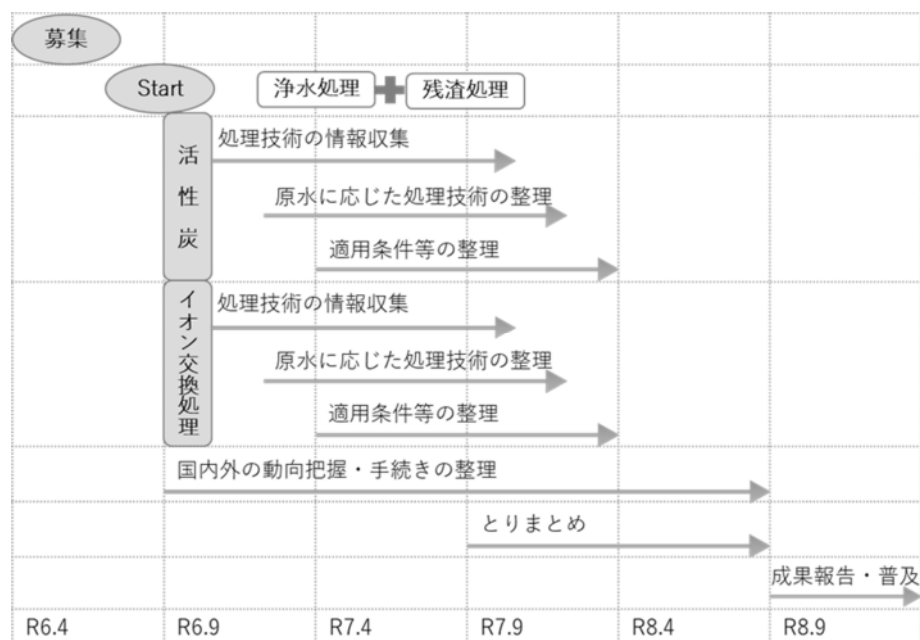 募集
Start
浄水処理
残渣処理
活性炭
処理技術の情報収集
原水に応じた処理技術の整理
適用条件等の整理
イオン交換処理
処理技術の情報収集
原水に応じた処理技術の整理
適用条件等の整理
国内外の動向把握・手続きの整理
とりまとめ
成果報告・普及
R6.4 R6.9 R7.4 R7.9 R8.4 R8.9